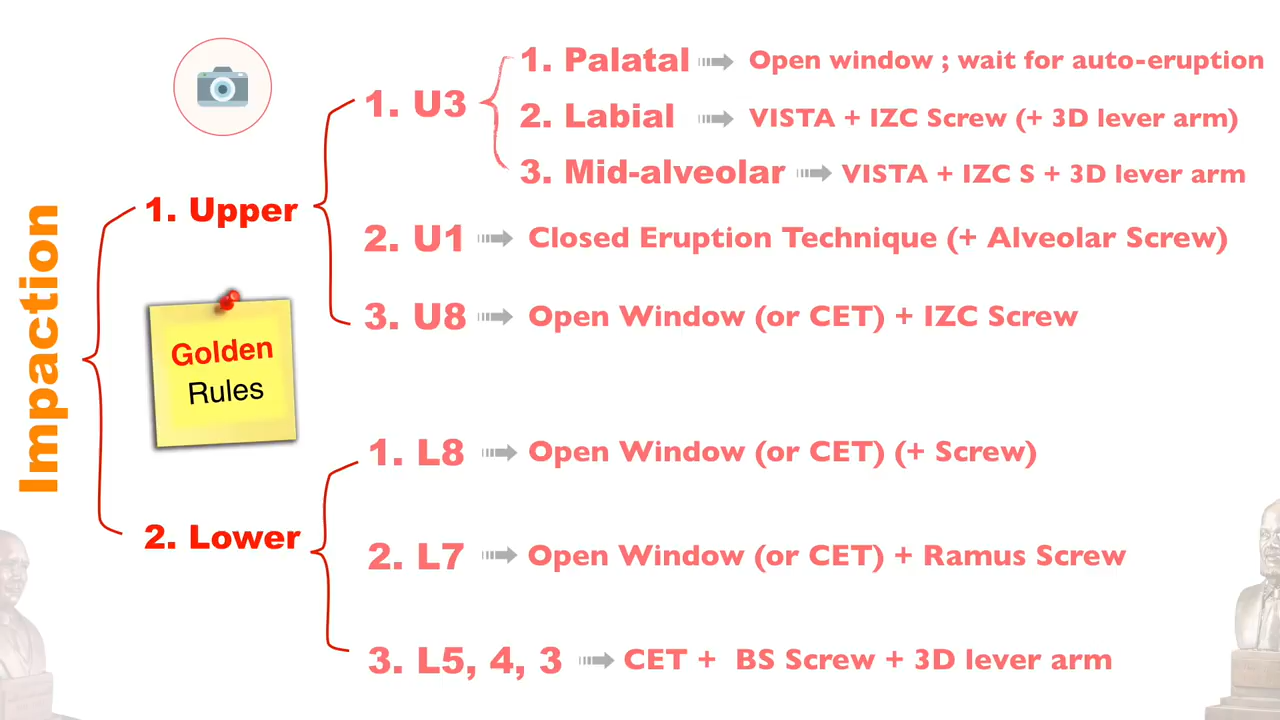 Impaction
1. Upper
1. U3
1. Palatal Open window ; wait for auto-eruption
2. Labial VISTA + IZC Screw (+ 3D lever arm)
3. Mid-alveolar VISTA + IZC S + 3D lever arm
2. U1 Closed Eruption Technique (+ Alveolar Screw)
3. U8 Open Window (or CET) + IZC Screw
Golden
Rules
2. Lower
1. L8 Open Window (or CET) (+ Screw)
2. L7 Open Window (or CET) + Ramus Screw
3. L5, 4, 3 CET + BS Screw + 3D lever arm